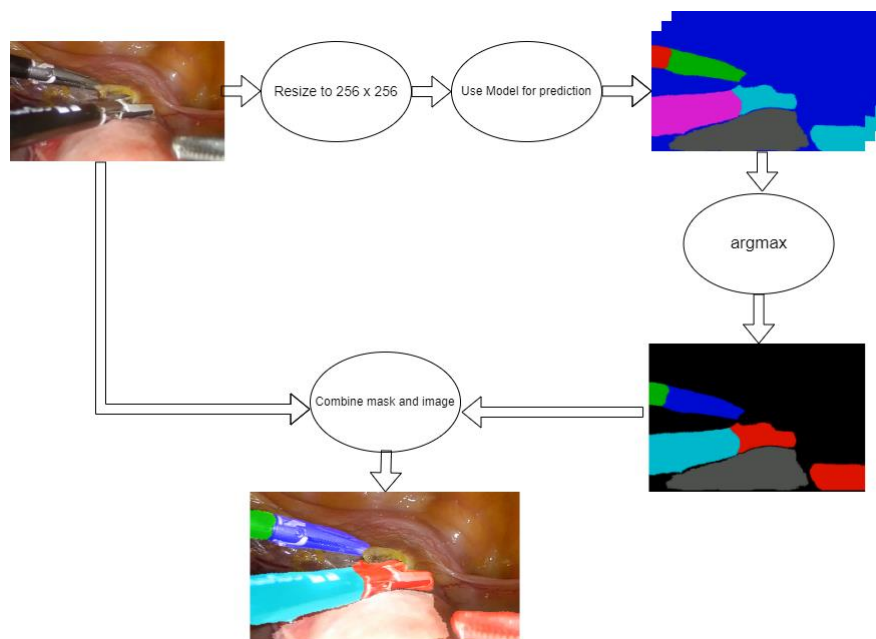 Resize to 256 x 256
Use Model for prediction
argmax
Combine mask and image